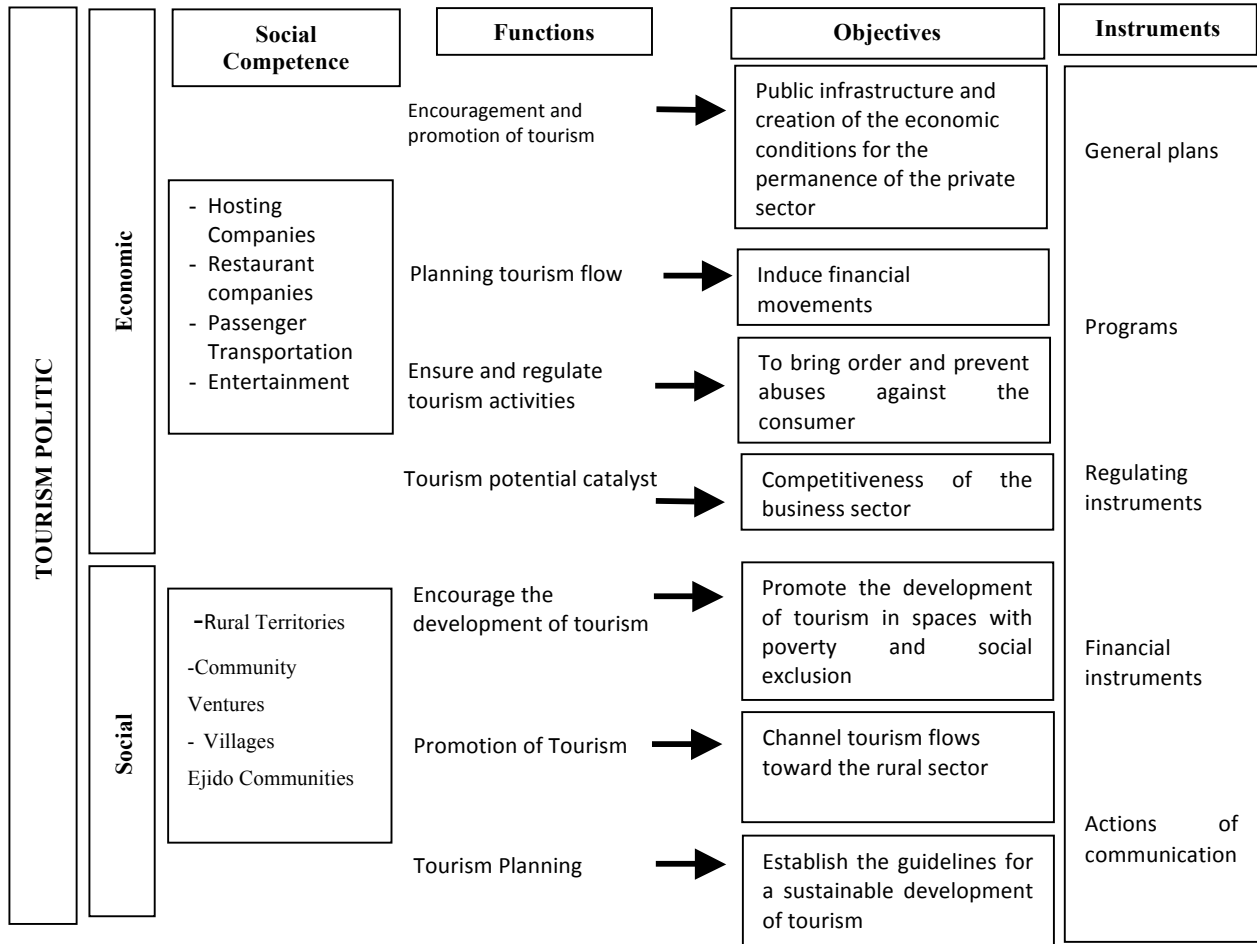 TOURISM POLITIC
Economic
Social
Social
Competence
Functions
Objectives
Instruments
- Hosting
Companies
- Restaurant
companies
- Passenger
Transportation
- Entertainment
-Rural Territories
-Community
Ventures
- Villages
Ejido Communities
Encouragement and
promotion of tourism
Public infrastructure and
creation of the economic
conditions for the
permanence of the private
sector
Planning tourism flow
Induce financial
movements
Ensure and regulate
tourism activities
To bring order and prevent
abuses against the
consumer
Tourism potential catalyst
Competitiveness of the
business sector
Encourage the
development of tourism
Promote the development
of tourism in spaces with
poverty and social
exclusion
Promotion of Tourism
Channel tourism flows
toward the rural sector
Tourism Planning
Establish the guidelines for
a sustainable development
of tourism
General plans
Programs
Regulating
instruments
Financial
instruments
Actions of
communication